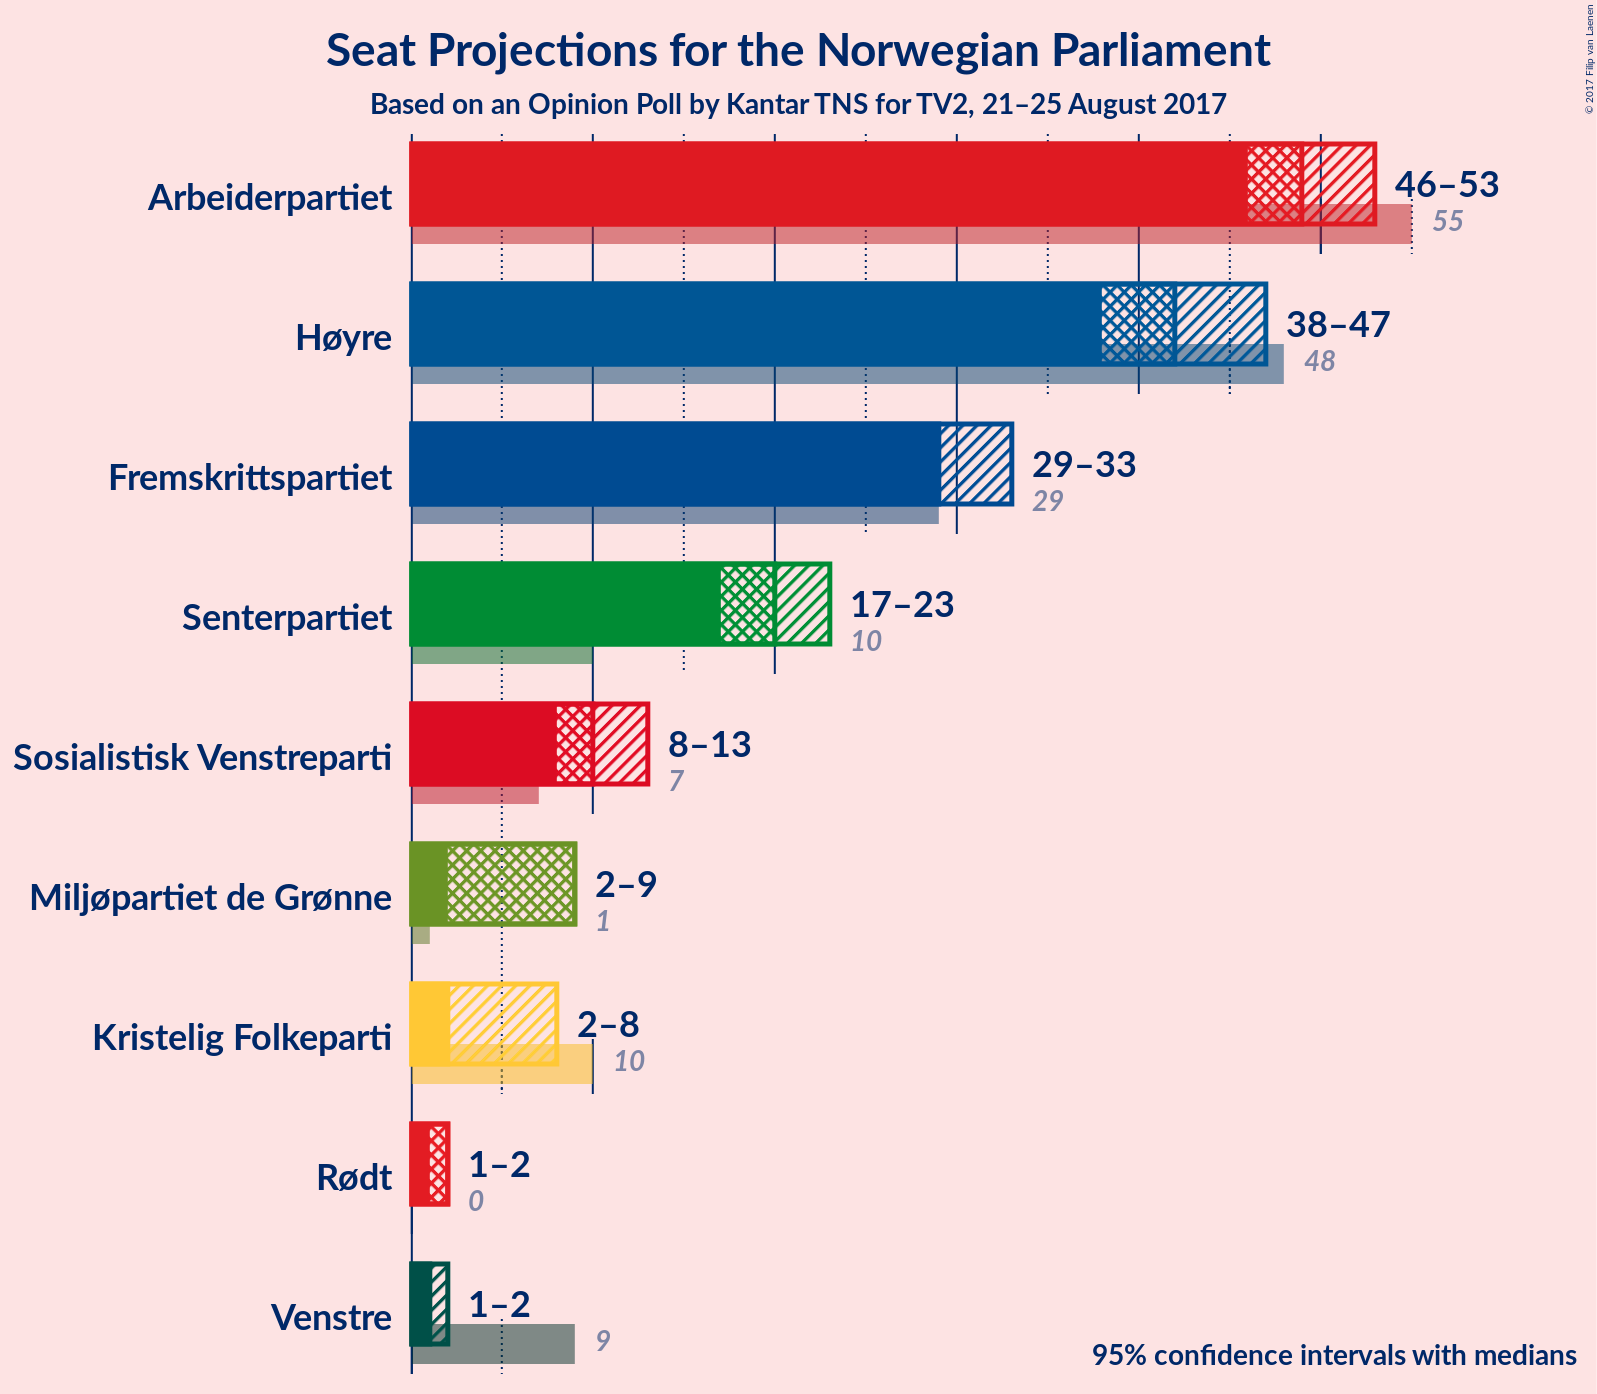 Seat Projections for the Norwegian Parliament
Based on an Opinion Poll by Kantar TNS for TV2, 21–25 August 2017
© 2017 Filip van Laenen
Arbeiderpartiet
46–53
55
Høyre
38–47
48
Fremskrittspartiet
29–33
29
Senterpartiet
17–23
10
Sosialistisk Venstreparti
8–13
7
Miljøpartiet de Grønne
2–9
1
Kristelig Folkeparti
2–8
10
Rødt
1–2
0
Venstre
1–2
9
95% confidence intervals with medians